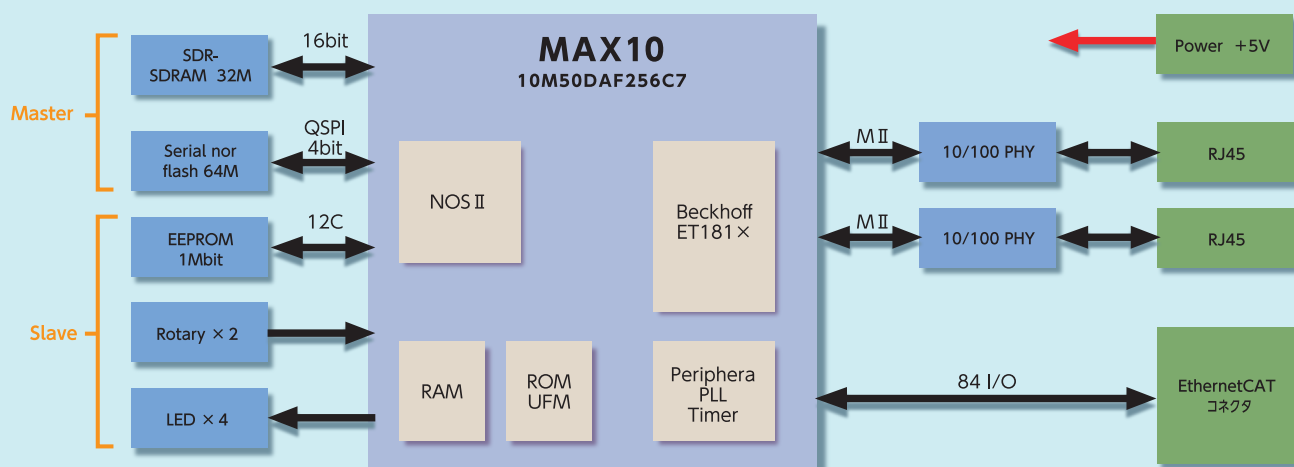 Master
SDR-
SDRAM 32M
16bit
Serial nor
flash 64M
QSPI
4bit
Slave
EEPROM
1Mbit
12C
Rotary × 2
LED × 4
MAX10
10M50DAF256C7
NOS II
Beckhoff
ET181×
RAM
ROM
UFM
Periphera
PLL
Timer
Power +5V
MII
10/100 PHY
RJ45
MII
10/100 PHY
RJ45
84 I/O
EthernetCAT
コネクタ